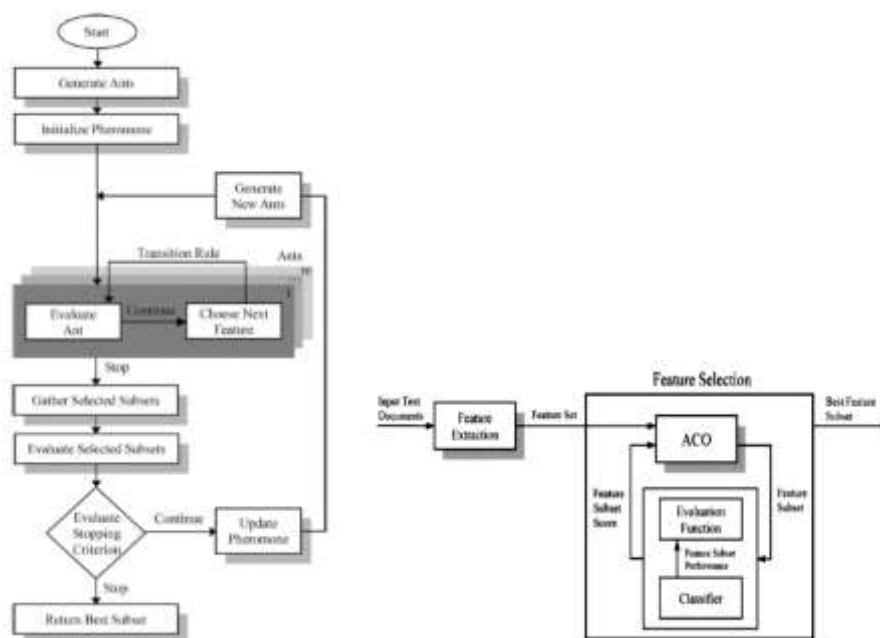 Start
Generate Ants
Initialize Pheromone
Generate
New Ants
Transition Rule
Ants
m
...
1
Evaluate
Ant
Continue
Choose Next
Feature
Stop
Gather Selected Subsets
Evaluate Selected Subsets
Evaluate
Stopping
Criterion
Continue
Update
Pheromone
Stop
Return Best Subset
Feature Selection
Input Text
Documents
Feature
Extraction
Feature Set
ACO
Best Feature
Subset
Feature
Subset
Score
Evaluation
Function
Feature Subset
Performance
Classifier
Feature
Subset